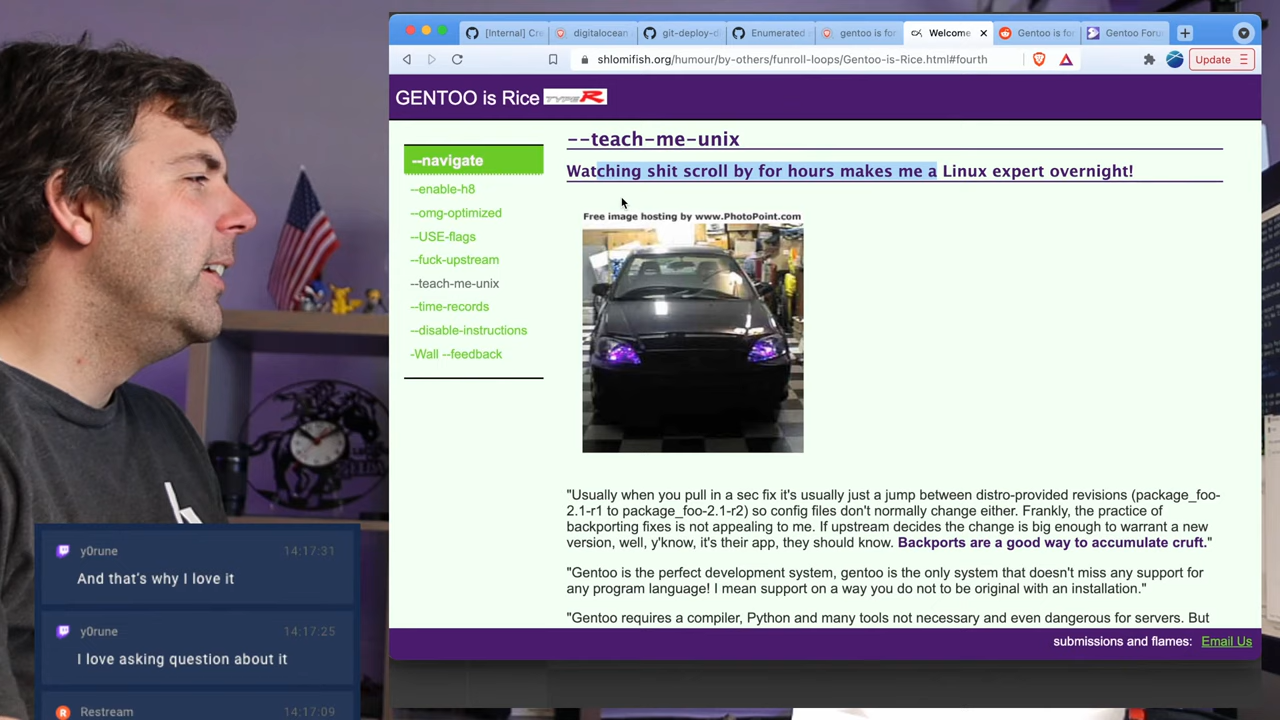 [Internal] Cre
digitalocean
git-deploy-d
Enumerated
gentoo is for
Welcome
Gentoo is for
Gentoo Foru
shlomifish.org/humour/by-others/funroll-loops/Gentoo-is-Rice.html#fourth
Update
GENTOO is Rice TYPE R
--navigate
--enable-h8
--omg-optimized
--USE-flags
--fuck-upstream
--teach-me-unix
--time-records
--disable-instructions
-Wall --feedback
--teach-me-unix
Watching shit scroll by for hours makes me a Linux expert overnight!
Free image hosting by www.PhotoPoint.com
"Usually when you pull in a sec fix it's usually just a jump between distro-provided revisions (package_foo-
2.1-r1 to package_foo-2.1-r2) so config files don't normally change either. Frankly, the practice of
backporting fixes is not appealing to me. If upstream decides the change is big enough to warrant a new
version, well, y'know, it's their app, they should know. Backports are a good way to accumulate cruft."
"Gentoo is the perfect development system, gentoo is the only system that doesn't miss any support for
any program language! I mean support on a way you do not to be original with an installation."
"Gentoo requires a compiler, Python and many tools not necessary and even dangerous for servers. But
submissions and flames: Email Us
y0rune 14:17:31
And that's why I love it
y0rune 14:17:25
I love asking question about it
Restream 14:17:09